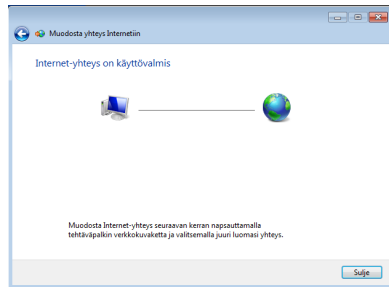 Muodosta yhteys Internetiin
Internet-yhteys on käyttövalmis
Muodosta Internet-yhteys seuraavan kerran napsauttamalla
tehtäväpalkin verkkokuvaketta ja valitsemalla juuri luomasi yhteys.
Sulje